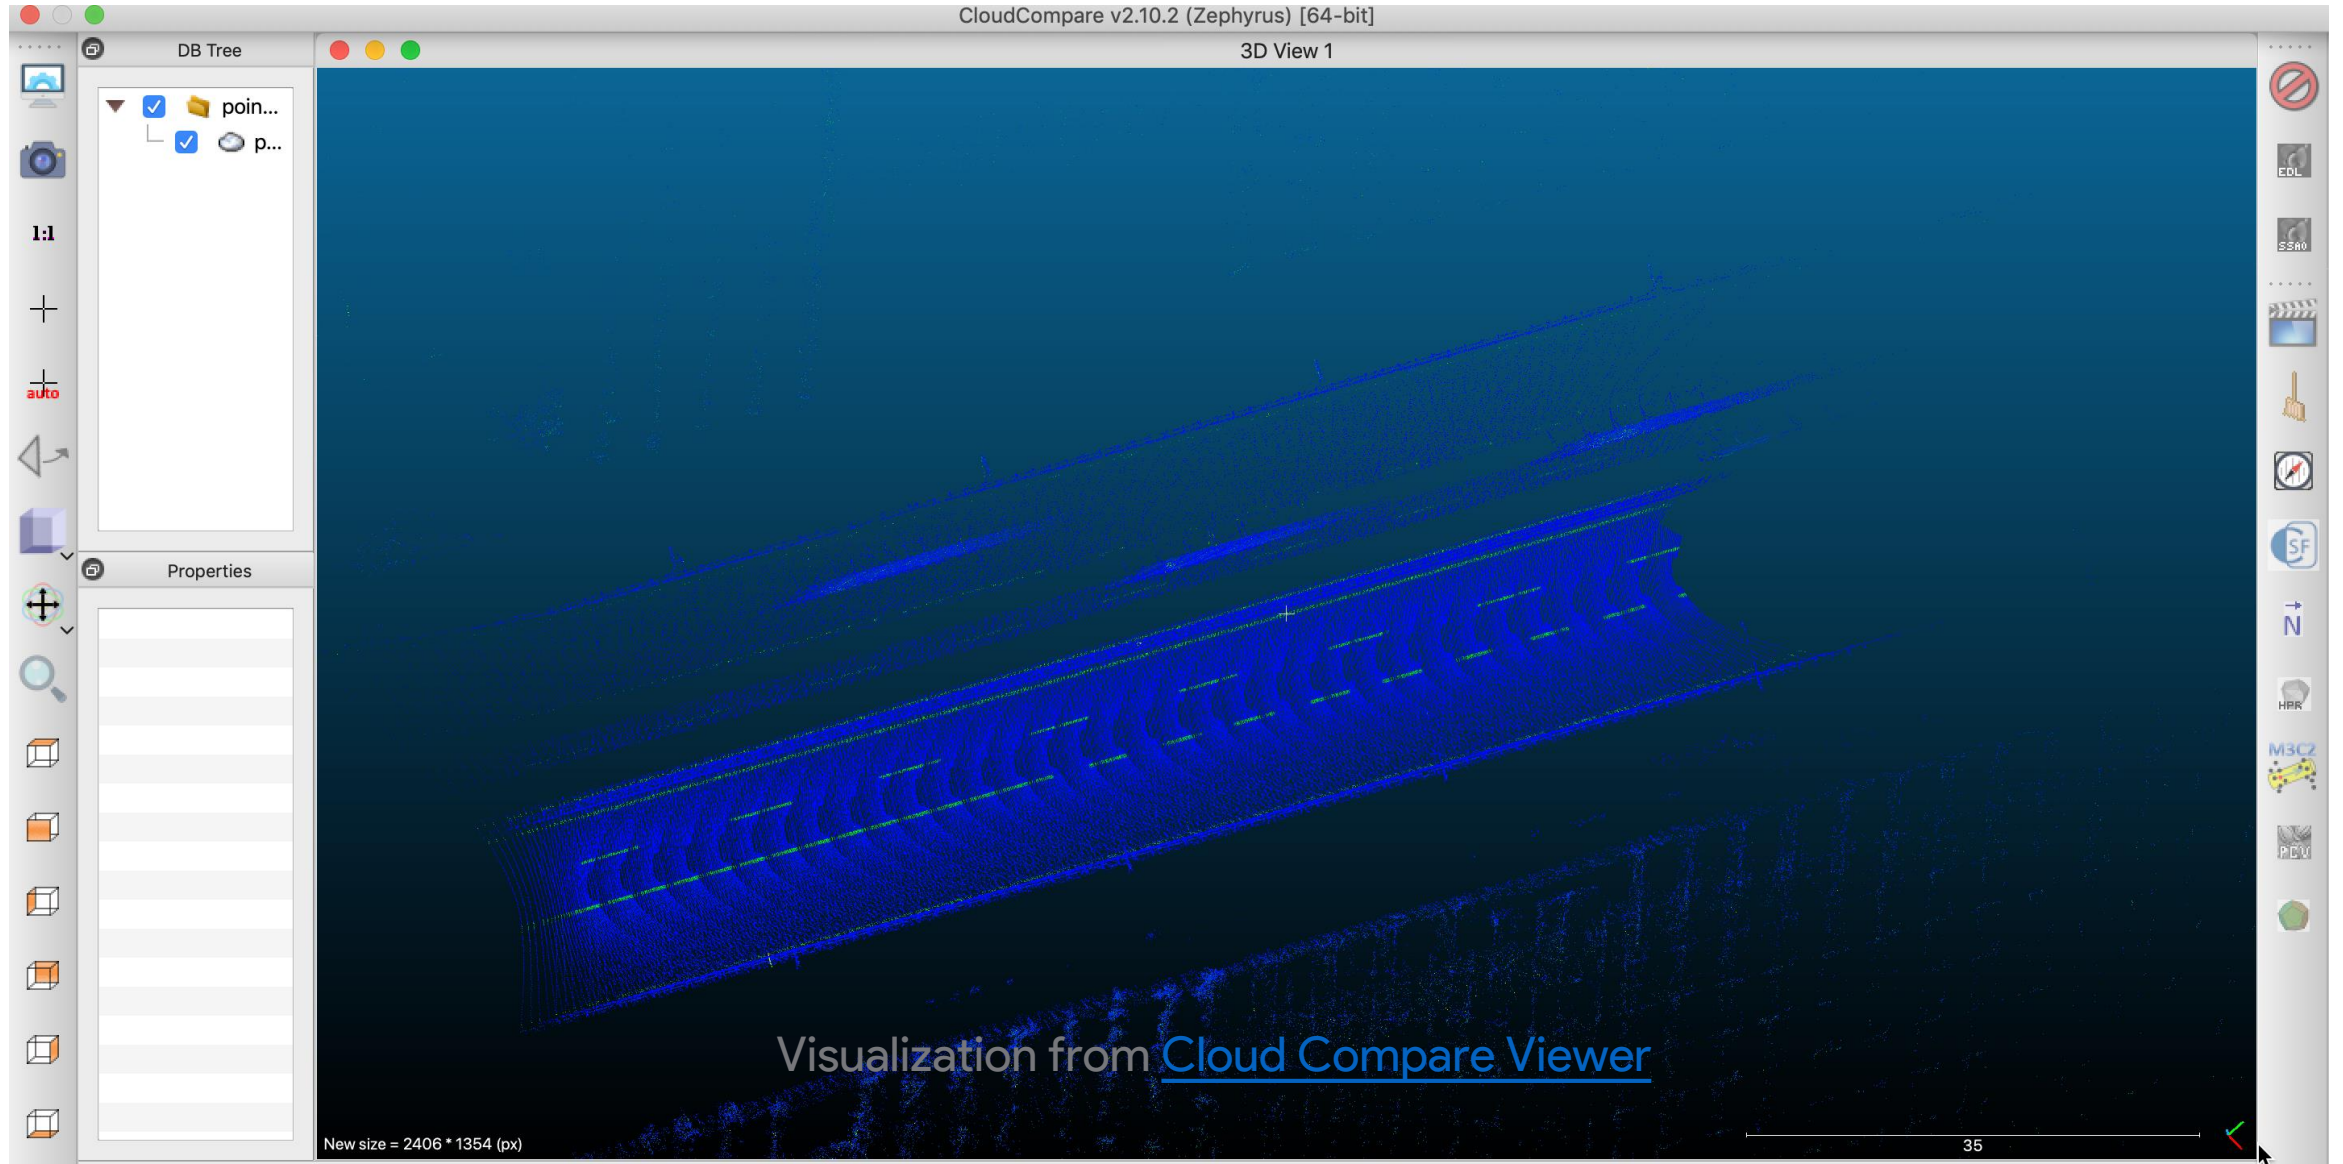 CloudCompare v2.10.2 (Zephyrus) [64-bit]
DB Tree
3D View 1
poin...
p...
1:1
auto
Properties
EDL
SSAO
SF
N
HPR
M3C2
PCV
Visualization from Cloud Compare Viewer
New size = 2406 * 1354 (px)
35